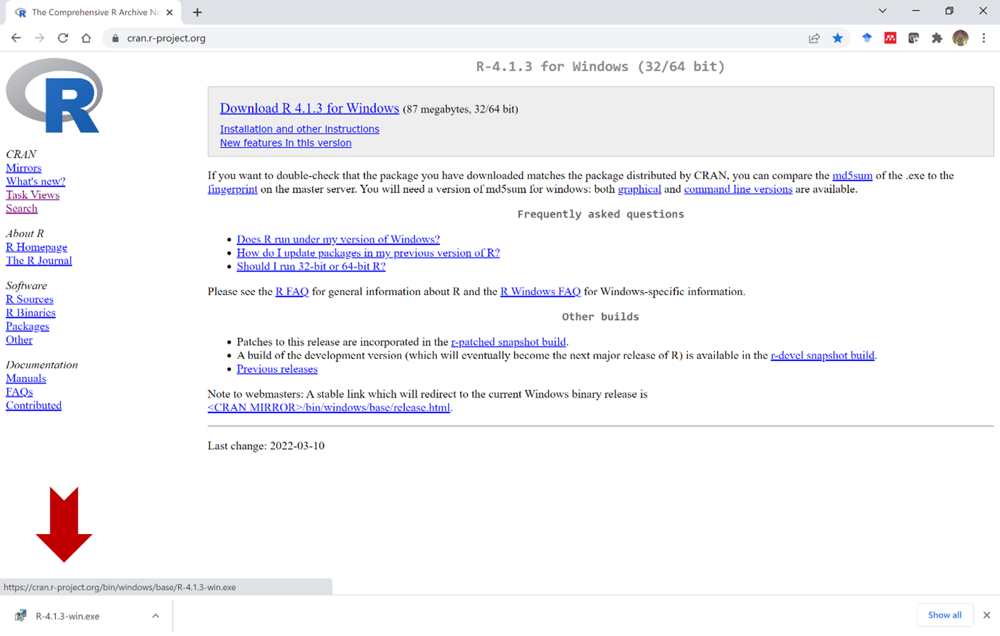 The Comprehensive R Archive Ne
cran.r-project.org
R
CRAN
Mirrors
What's new?
Task Views
Search
About R
R Homepage
The R Journal
Software
R Sources
R Binaries
Packages
Other
Documentation
Manuals
FAQs
Contributed
R-4.1.3 for Windows (32/64 bit)
Download R 4.1.3 for Windows (87 megabytes, 32/64 bit)
Installation and other instructions
New features in this version
If you want to double-check that the package you have downloaded matches the package distributed by CRAN, you can compare the md5sum of the .exe to the
fingerprint on the master server. You will need a version of md5sum for windows: both graphical and command line versions are available.
Frequently asked questions
• Does R run under my version of Windows?
• How do I update packages in my previous version of R?
• Should I run 32-bit or 64-bit R?
Please see the R FAQ for general information about R and the R Windows FAQ for Windows-specific information.
Other builds
• Patches to this release are incorporated in the r-patched snapshot build.
• A build of the development version (which will eventually become the next major release of R) is available in the r-devel snapshot build.
• Previous releases
Note to webmasters: A stable link which will redirect to the current Windows binary release is
<CRAN MIRROR>/bin/windows/base/release.html.
Last change: 2022-03-10
https://cran.r-project.org/bin/windows/base/R-4.1.3-win.exe
R-4.1.3-win.exe
Show all